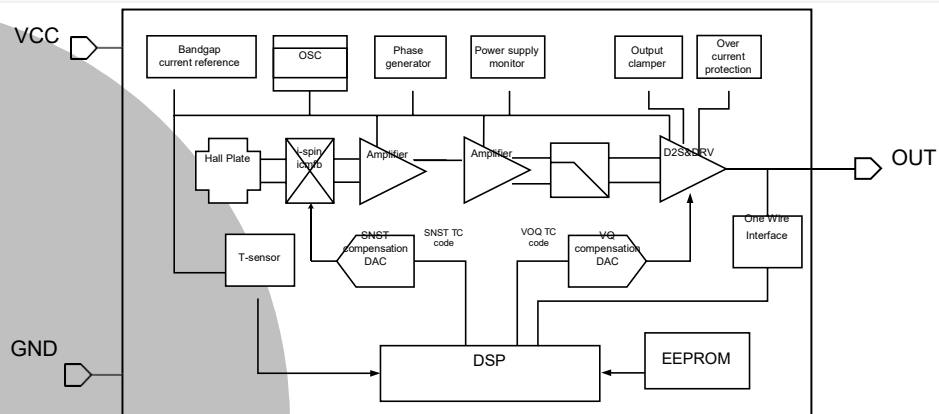 VCC
Bandgap
current reference
OSC
Phase
generator
Power supply
monitor
Output
clamper
Over
current
protection
Hall Plate
i-spin
icmfb
Amplifier
Amplifier
D2S&DRV
OUT
T-sensor
SNST
compensation
DAC
SNST TC
code
VOQ TC
code
VQ
compensation
DAC
One Wire
Interface
GND
DSP
EEPROM